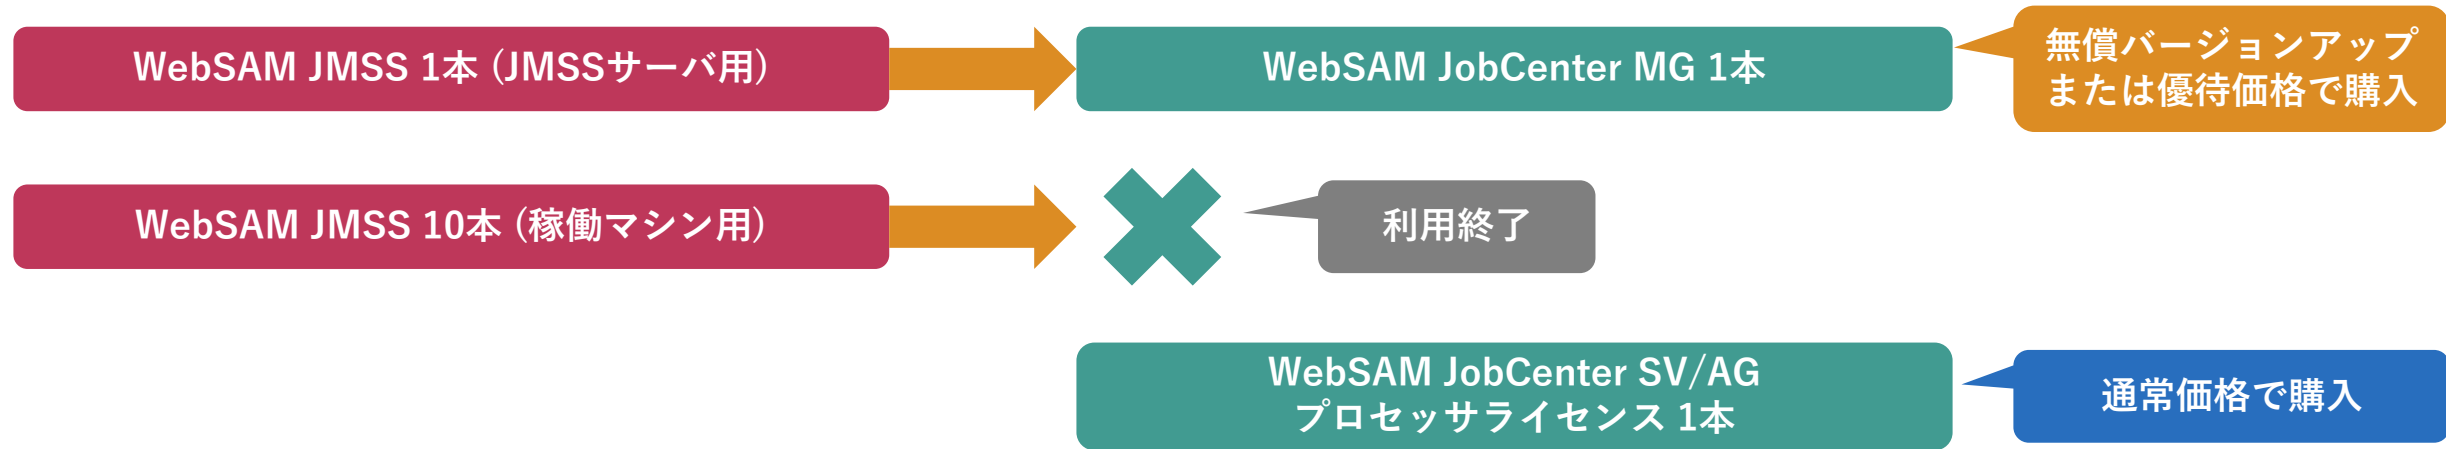 WebSAM JMSS 1本 (JMSSサーバ用)
WebSAM JobCenter MG 1本
無償バージョンアップ
または優待価格で購入
WebSAM JMSS 10本 (稼働マシン用)
利用終了
WebSAM JobCenter SV/AG
プロセッサライセンス 1本
通常価格で購入